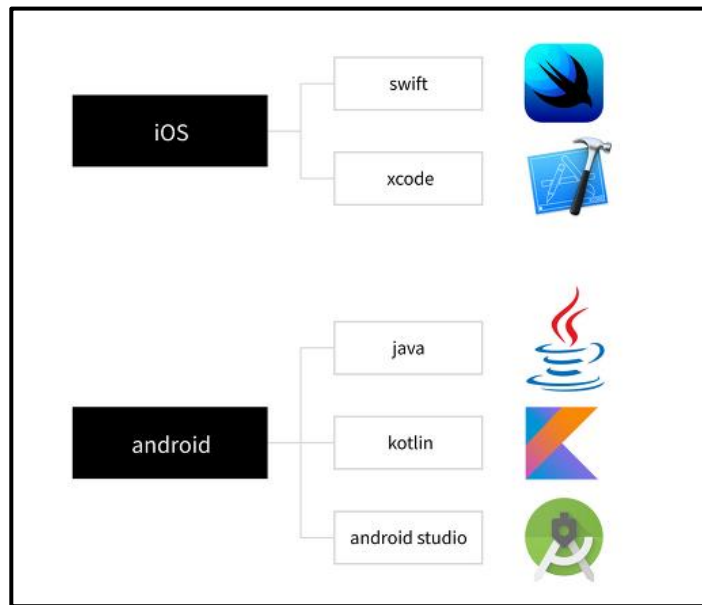 swift
iOS
xcode
java
android
kotlin
android studio